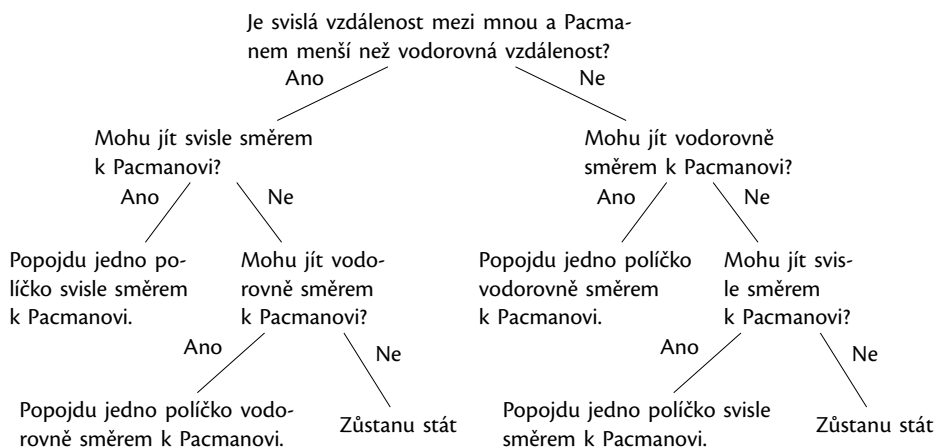 Je svislá vzdálenost mezi mnou a Pacma-
nem menší než vodorovná vzdálenost?
Ano
Ne
Mohu jít svisle směrem
k Pacmanovi?
Mohu jít vodorovně
směrem k Pacmanovi?
Ano
Ne
Ano
Ne
Popojdu jedno po-
líčko svisle směrem
k Pacmanovi.
Mohu jít vodo-
rovně směrem
k Pacmanovi?
Popojdu jedno políčko
vodorovně směrem
k Pacmanovi.
Mohu jít svis-
le směrem
k Pacmanovi?
Ano
Ne
Ano
Ne
Popojdu jedno políčko vodo-
rovně směrem k Pacmanovi.
Zůstanu stát
Popojdu jedno políčko svisle
směrem k Pacmanovi.
Zůstanu stát